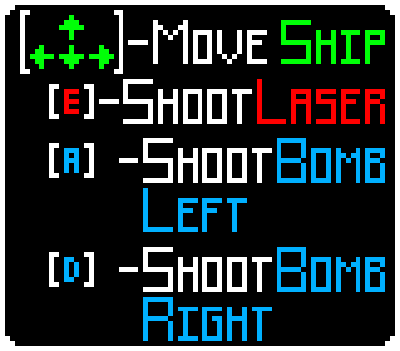 [↑←↓→]-Move Ship
[E]-Shoot Laser
[A] -Shoot Bomb
Left
[D] -Shoot Bomb
Right